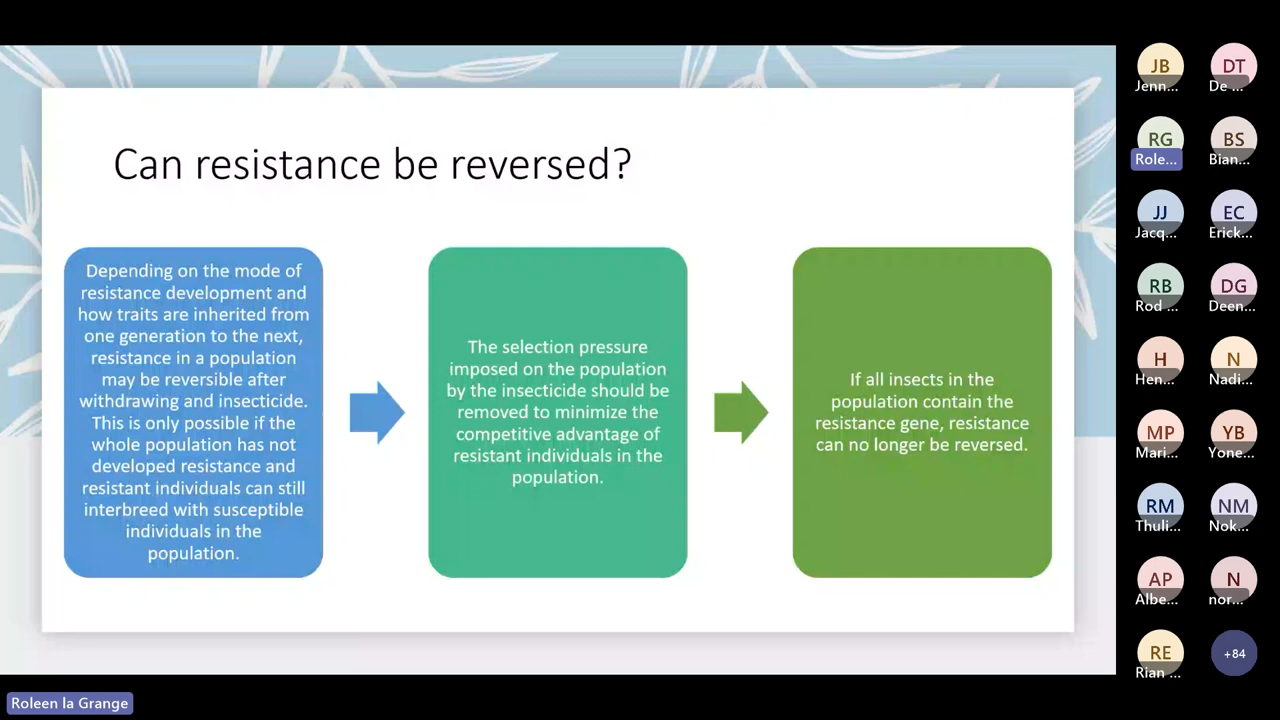 Can resistance be reversed?
Depending on the mode of
resistance development and
how traits are inherited from
one generation to the next,
resistance in a population
may be reversible after
withdrawing and insecticide.
This is only possible if the
whole population has not
developed resistance and
resistant individuals can still
interbreed with susceptible
individuals in the
population.
The selection pressure
imposed on the population
by the insecticide should be
removed to minimize the
competitive advantage of
resistant individuals in the
population.
If all insects in the
population contain the
resistance gene, resistance
can no longer be reversed.
JB
Jenn...
DT
De ...
RG
Role...
BS
Bian...
JJ
Jacq...
EC
Erick...
RB
Rod ...
DG
Deen...
H
Hen...
N
Nadi...
MP
Mari...
YB
Yone...
RM
Thuli...
NM
Nok...
AP
Albe...
N
nor...
RE
Rian ...
+84
Roleen la Grange